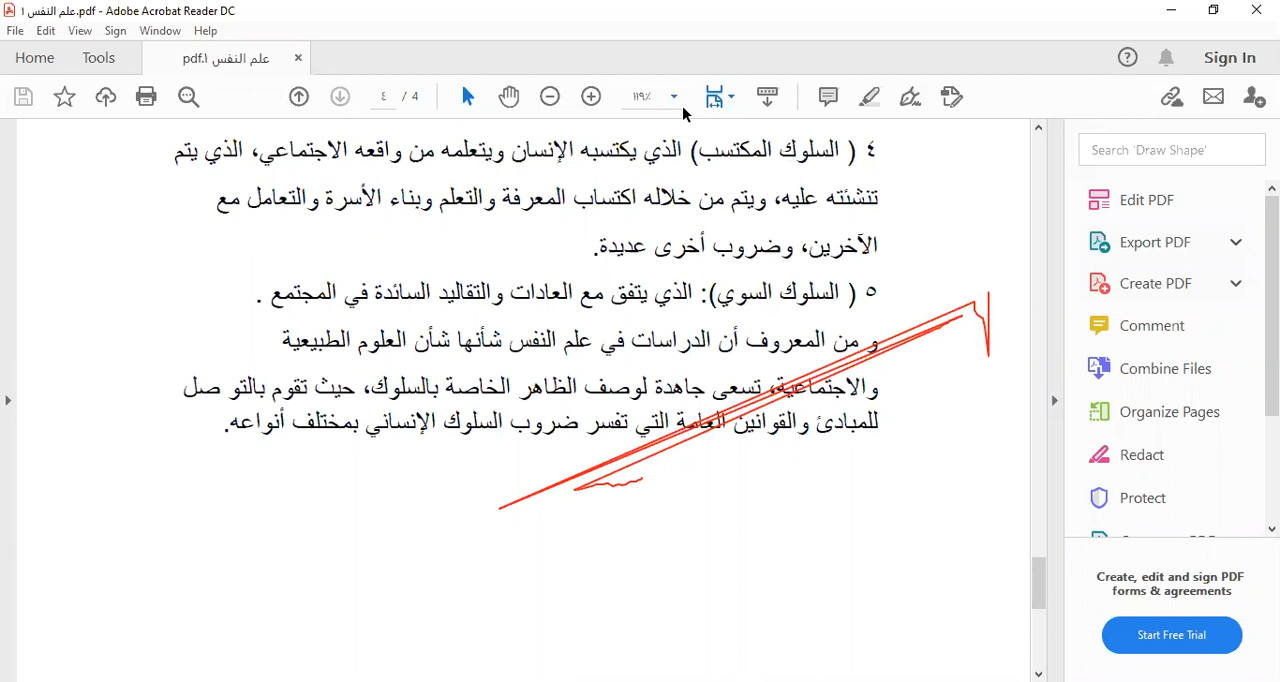 علم النفس ١.pdf - Adobe Acrobat Reader DC
File Edit View Sign Window Help
Home Tools علم النفس ١.pdf × Sign In
٤ / 4 ١١٩٪
٤ ( السلوك المكتسب) الذي يكتسبه الإنسان ويتعلمه من واقعه الاجتماعي، الذي يتم
تنشئته عليه، ويتم من خلاله اكتساب المعرفة والتعلم وبناء الأسرة والتعامل مع
الآخرين، وضروب أخرى عديدة.
٥ ( السلوك السوي): الذي يتفق مع العادات والتقاليد السائدة في المجتمع .
و من المعروف أن الدراسات في علم النفس شأنها شأن العلوم الطبيعية
والاجتماعية، تسعى جاهدة لوصف الظاهر الخاصة بالسلوك، حيث تقوم بالتو صل
للمبادئ والقوانين العامة التي تفسر ضروب السلوك الإنساني بمختلف أنواعه.
Search 'Draw Shape'
Edit PDF
Export PDF
Create PDF
Comment
Combine Files
Organize Pages
Redact
Protect
Create, edit and sign PDF
forms & agreements
Start Free Trial